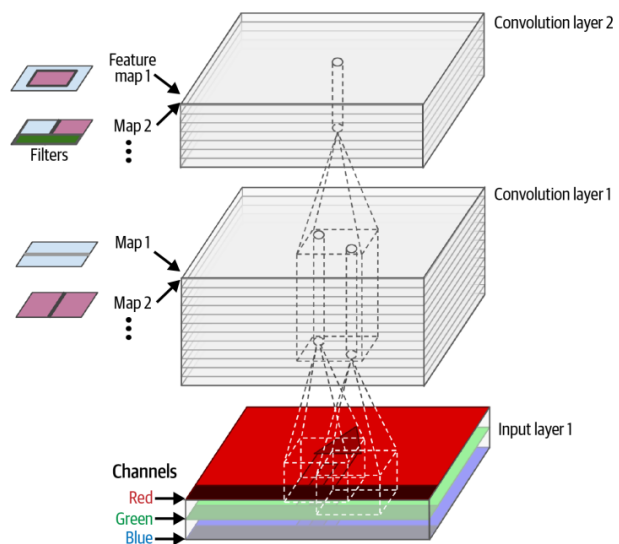 Convolution layer 2
Feature
map 1
Map 2
Filters
Convolution layer 1
Map 1
Map 2
Input layer 1
Channels
Red
Green
Blue